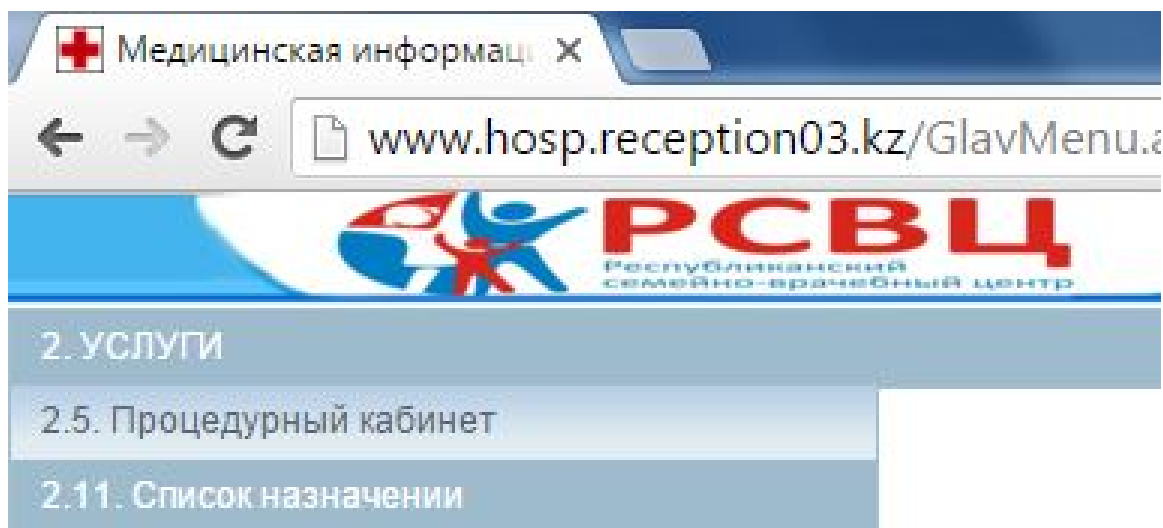 Медицинская информаци
www.hosp.reception03.kz/GlavMenu.a
РСВЦ
Республиканский
семейно-врачебный центр
2. УСЛУГИ
2.5. Процедурный кабинет
2.11. Список назначении